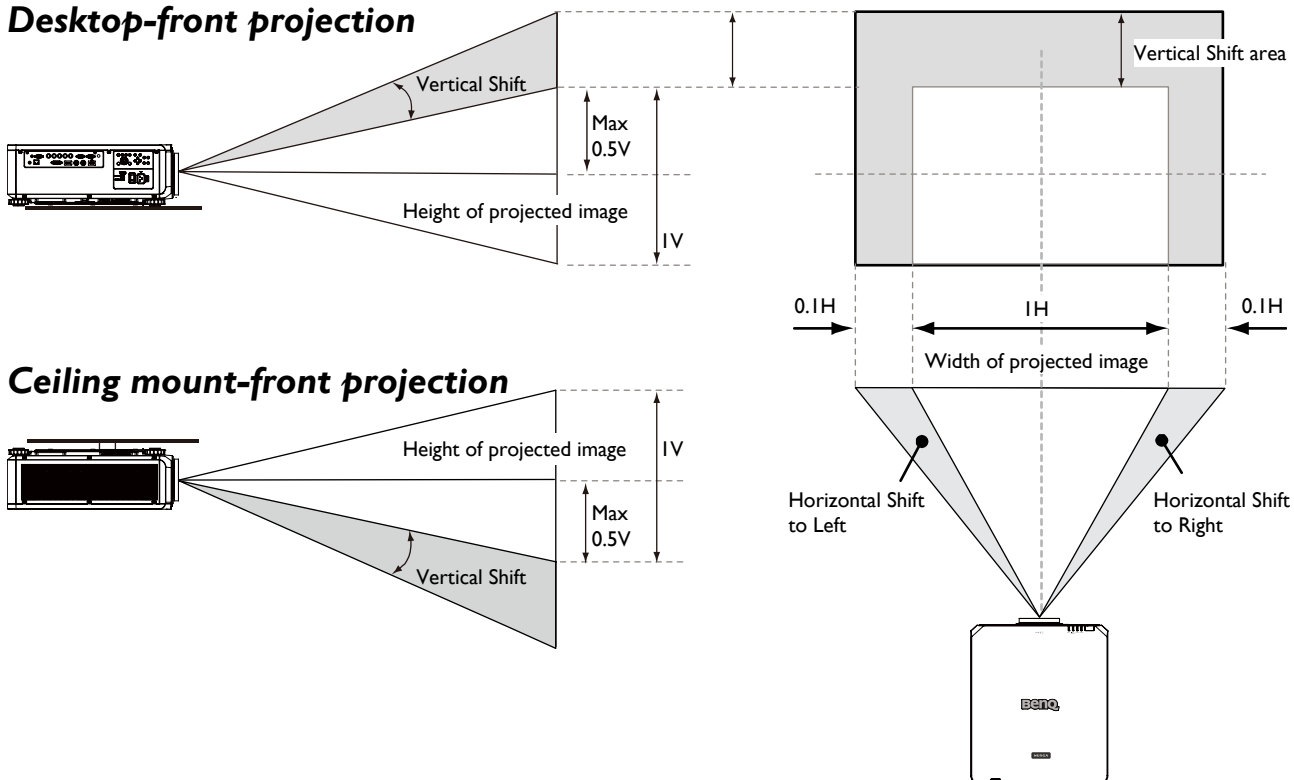 Desktop-front projection
Vertical Shift
Max
0.5V
Height of projected image
1V
Vertical Shift area
0.1H
1H
0.1H
Width of projected image
Ceiling mount-front projection
Height of projected image
1V
Max
0.5V
Vertical Shift
Horizontal Shift
to Left
Horizontal Shift
to Right
BenQ